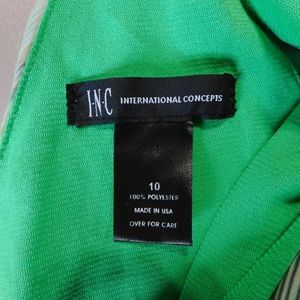 I·N·C INTERNATIONAL CONCEPTS
10
100% POLYESTER
MADE IN USA
OVER FOR CARE